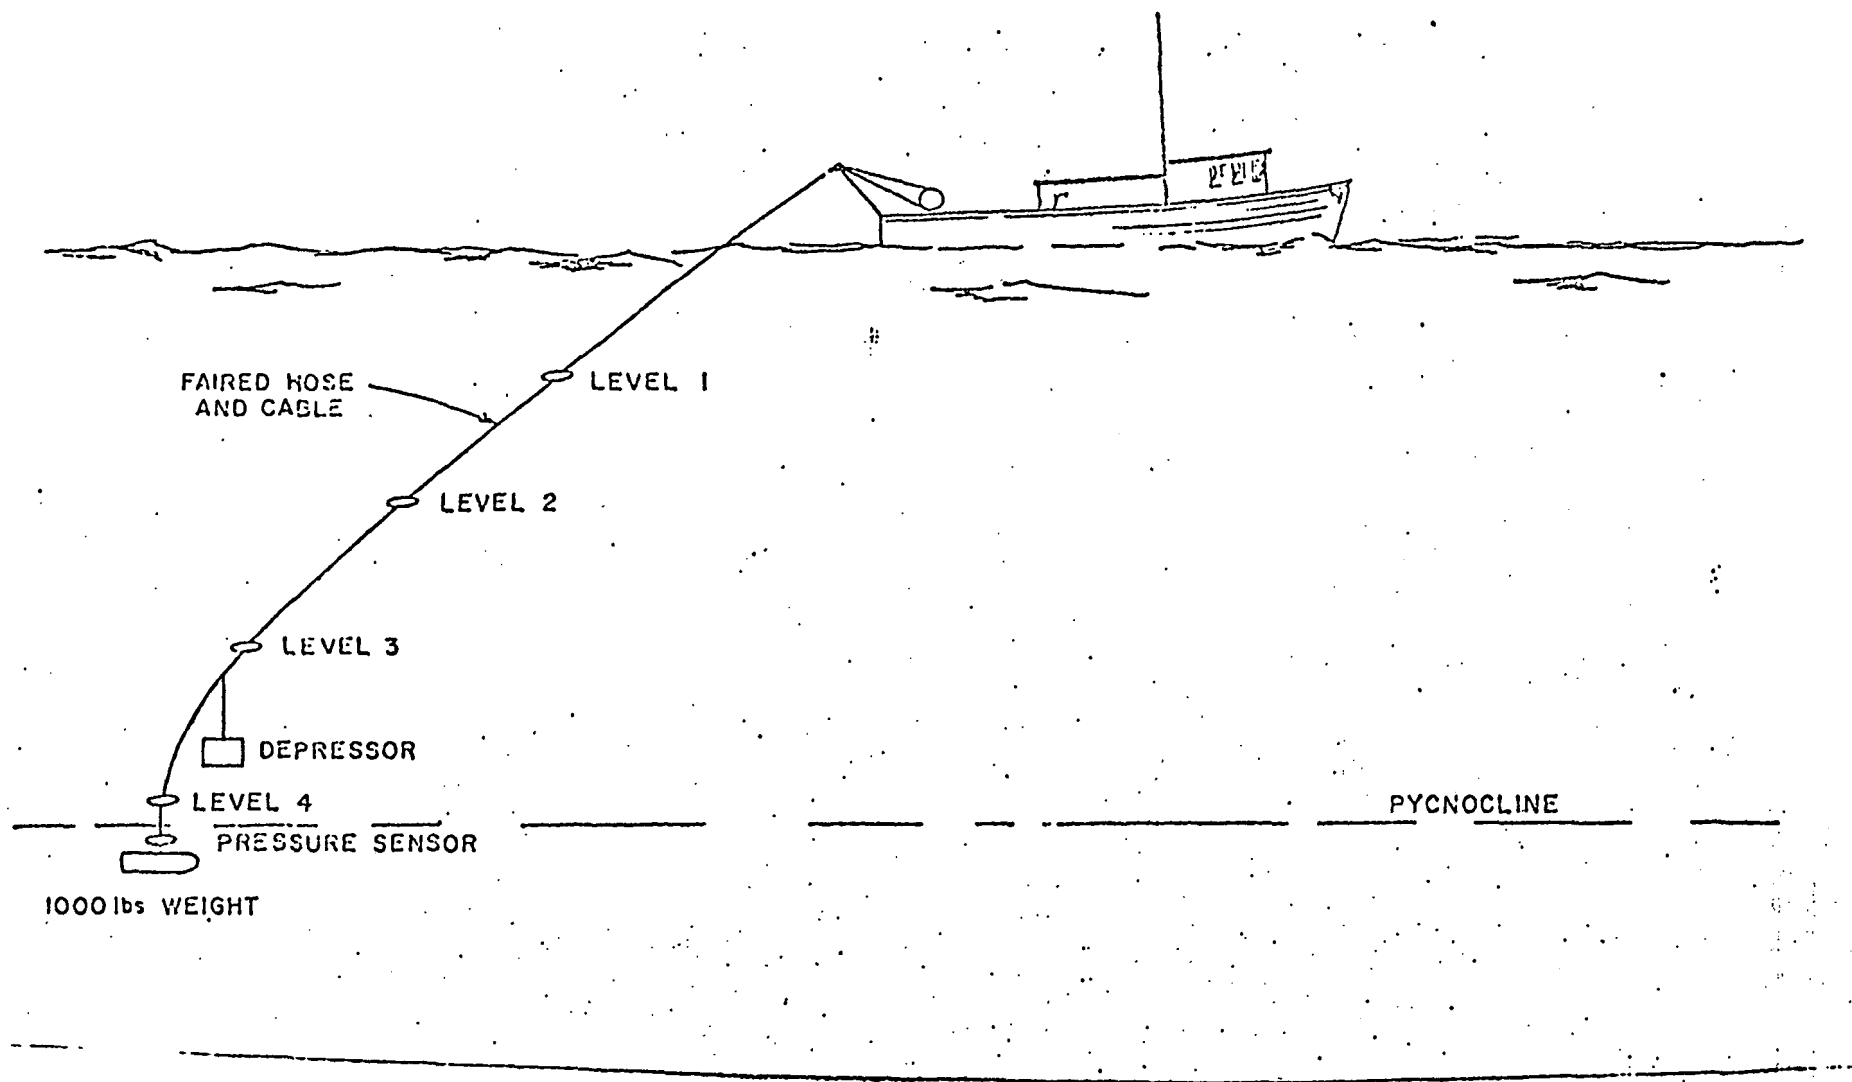 FAIRED HOSE
AND CABLE
LEVEL 1
LEVEL 2
LEVEL 3
DEPRESSOR
LEVEL 4
PYCNOCLINE
PRESSURE SENSOR
1000 lbs WEIGHT